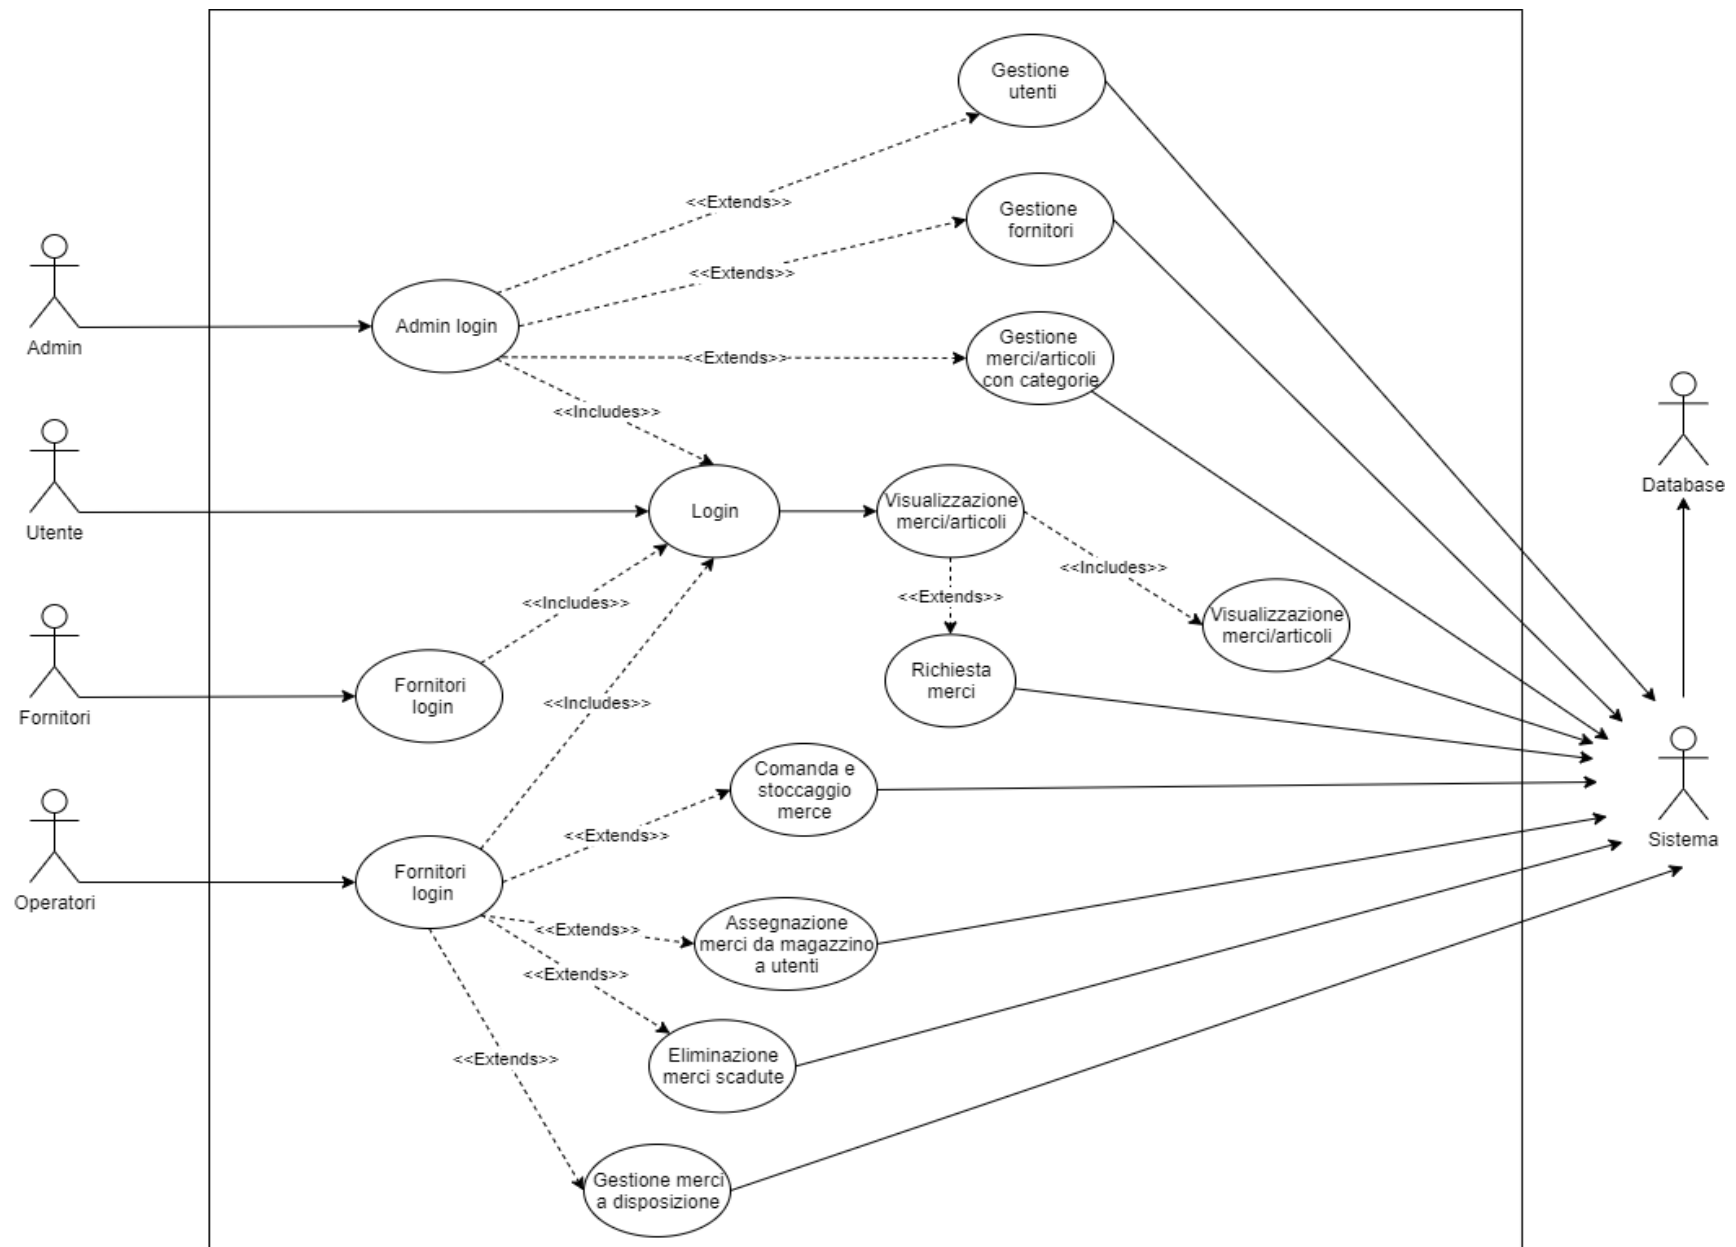 Gestione
utenti
<<Extends>>
Gestione
fornitori
<<Extends>>
Admin login
Admin
Gestione
merci/articoli
con categorie
<<Extends>>
<<Includes>>
Database
Login
Visualizzazione
merci/articoli
Utente
<<Includes>>
<<Extends>>
<<Includes>>
Visualizzazione
merci/articoli
Richiesta
merci
Fornitori
login
Fornitori
<<Includes>>
Comanda e
stoccaggio
merce
<<Extends>>
Sistema
Fornitori
login
Operatori
<<Extends>>
Assegnazione
merci da magazzino
a utenti
<<Extends>>
<<Extends>>
Eliminazione
merci scadute
Gestione merci
a disposizione